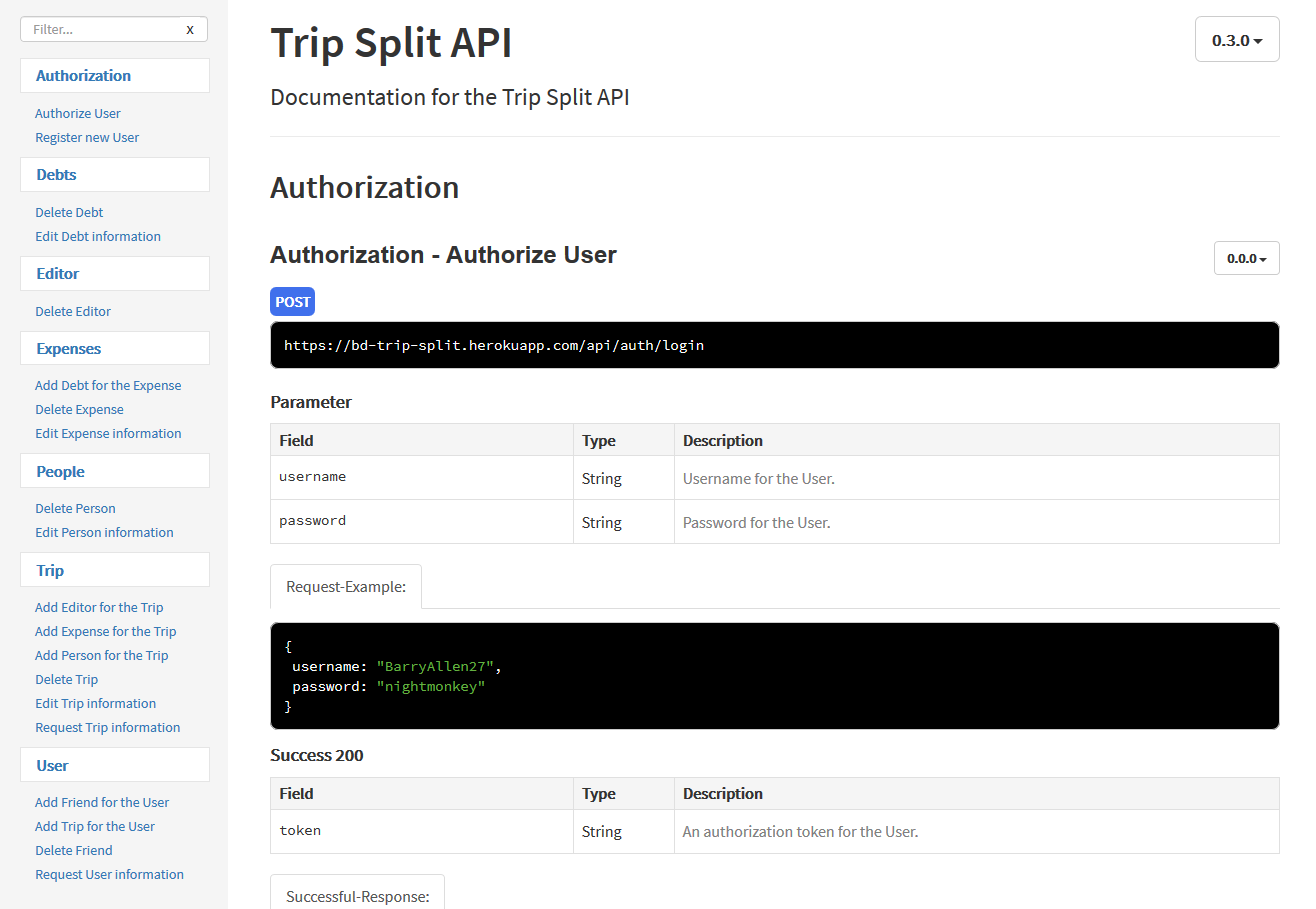 Filter... x
Authorization
Authorize User
Register new User
Debts
Delete Debt
Edit Debt information
Editor
Delete Editor
Expenses
Add Debt for the Expense
Delete Expense
Edit Expense information
People
Delete Person
Edit Person information
Trip
Add Editor for the Trip
Add Expense for the Trip
Add Person for the Trip
Delete Trip
Edit Trip information
Request Trip information
User
Add Friend for the User
Add Trip for the User
Delete Friend
Request User information
Trip Split API
0.3.0
Documentation for the Trip Split API
Authorization
Authorization - Authorize User
0.0.0
POST
https://bd-trip-split.herokuapp.com/api/auth/login
Parameter
Field Type Description
username String Username for the User.
password String Password for the User.
Request-Example:
{
username: "BarryAllen27",
password: "nightmonkey"
}
Success 200
Field Type Description
token String An authorization token for the User.
Successful-Response: